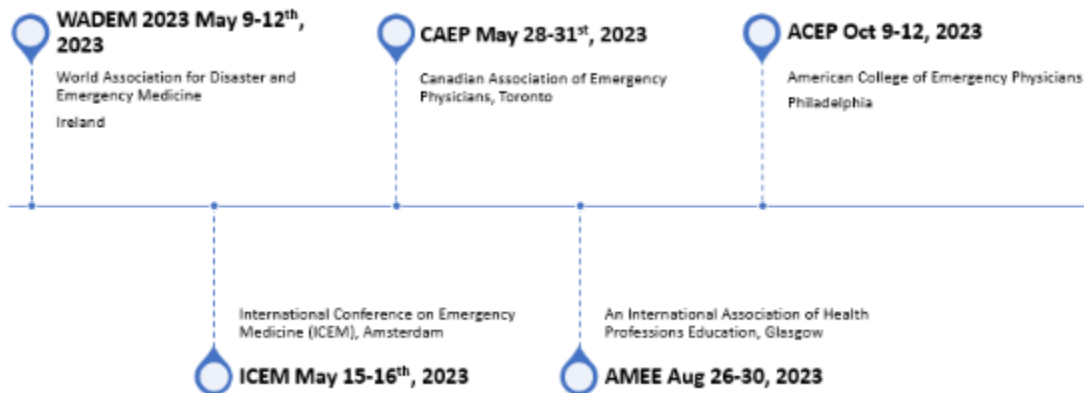 WADEM 2023 May 9-12th,
2023
World Association for Disaster and
Emergency Medicine
Ireland
CAEP May 28-31st, 2023
Canadian Association of Emergency
Physicians, Toronto
ACEP Oct 9-12, 2023
American College of Emergency Physicians
Philadelphia
International Conference on Emergency
Medicine (ICEM), Amsterdam
ICEM May 15-16th, 2023
An International Association of Health
Professions Education, Glasgow
AMEE Aug 26-30, 2023